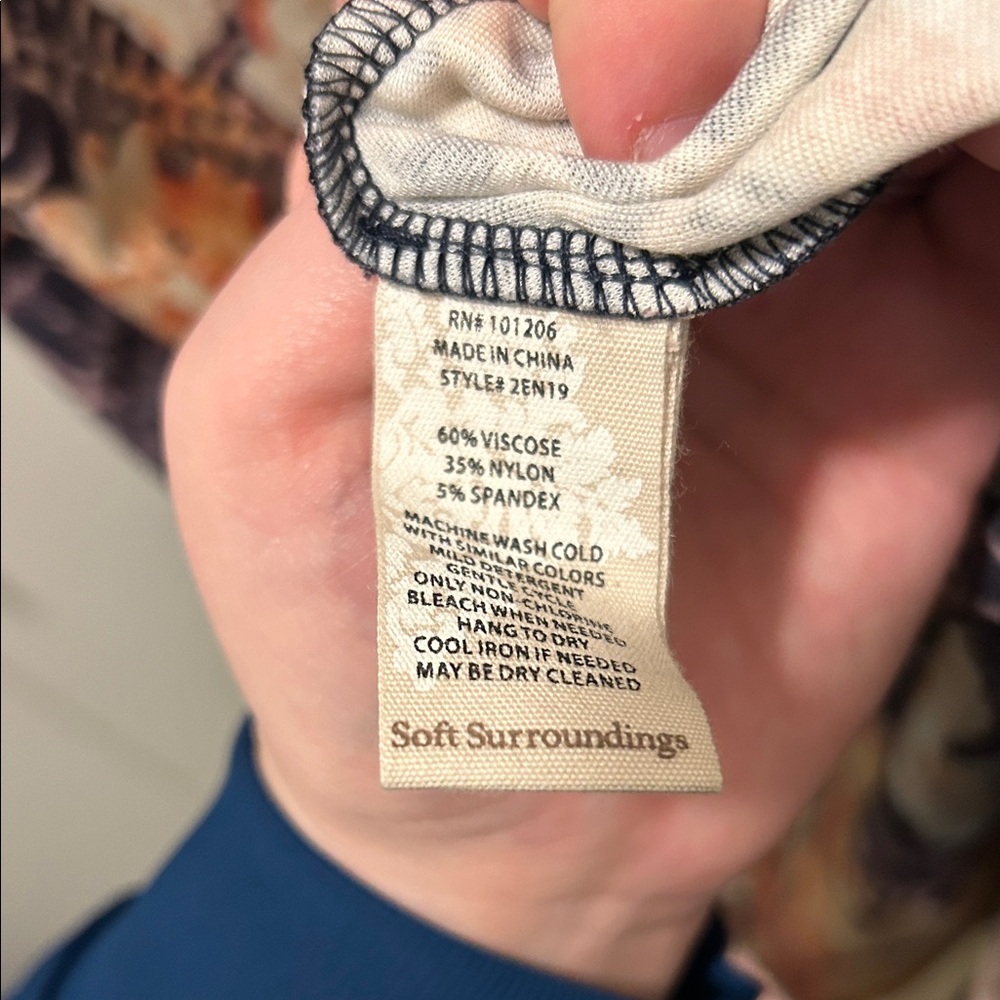 RN# 101206
MADE IN CHINA
STYLE# 2EN19
60% VISCOSE
35% NYLON
5% SPANDEX
MACHINE WASH COLD
WITH SIMILAR COLORS
MILD DETERGENT
GENTLE CYCLE
ONLY NON-CHLORINE
BLEACH WHEN NEEDED
HANG TO DRY
COOL IRON IF NEEDED
MAY BE DRY CLEANED
Soft Surroundings